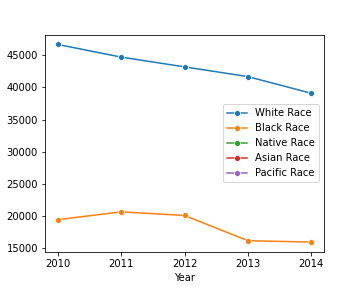 45000
40000
35000
30000
25000
20000
15000
White Race
Black Race
Native Race
Asian Race
Pacific Race
2010 2011 2012 2013 2014
Year